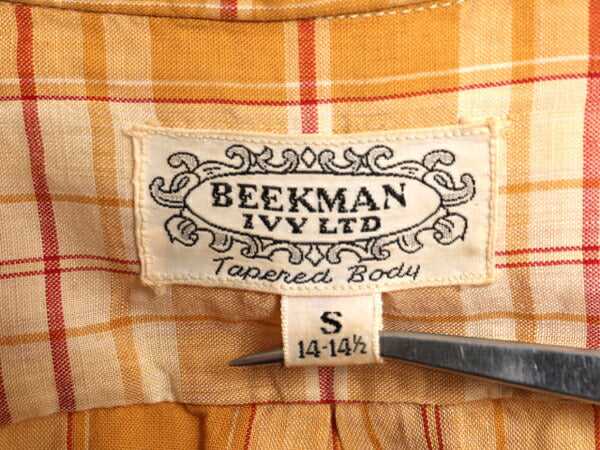 BEEKMAN
IVY LTD
Tapered Body
S
14-14½